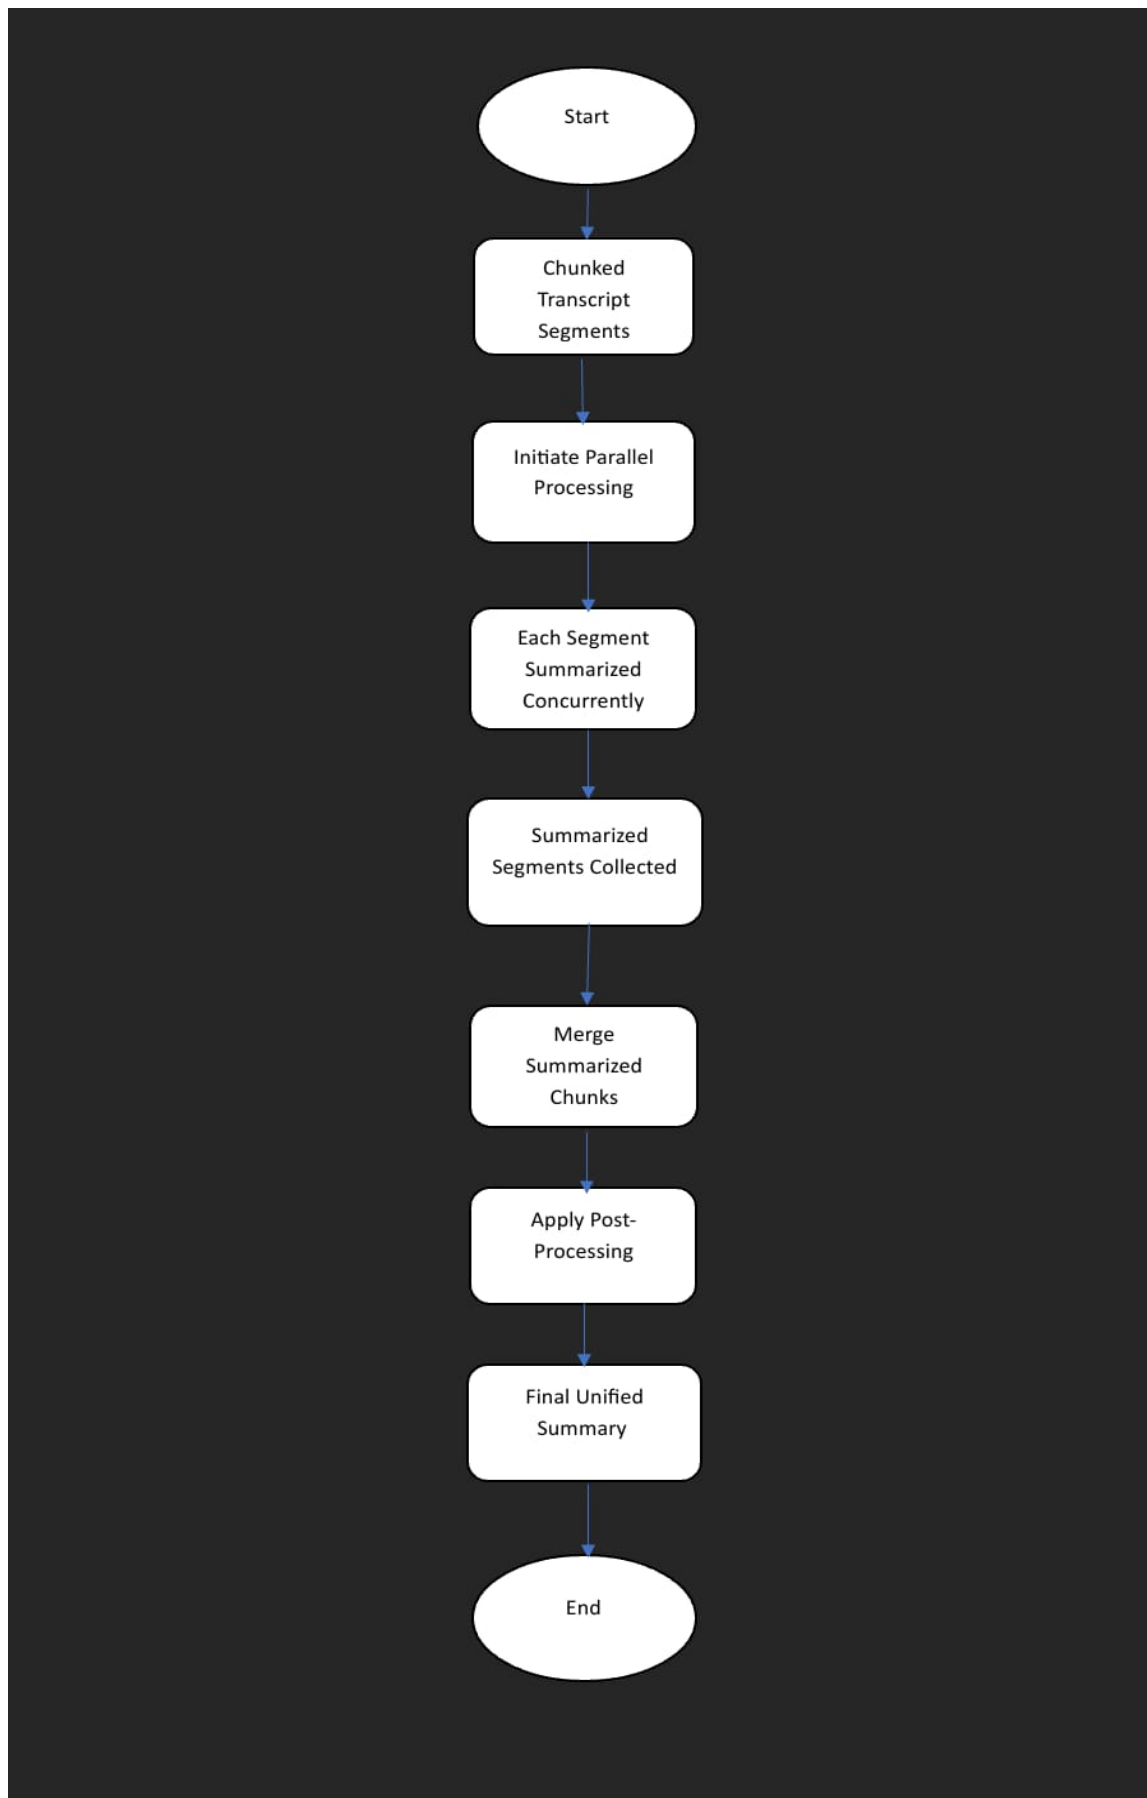 Start
Chunked
Transcript
Segments
Initiate Parallel
Processing
Each Segment
Summarized
Concurrently
Summarized
Segments Collected
Merge
Summarized
Chunks
Apply Post-
Processing
Final Unified
Summary
End